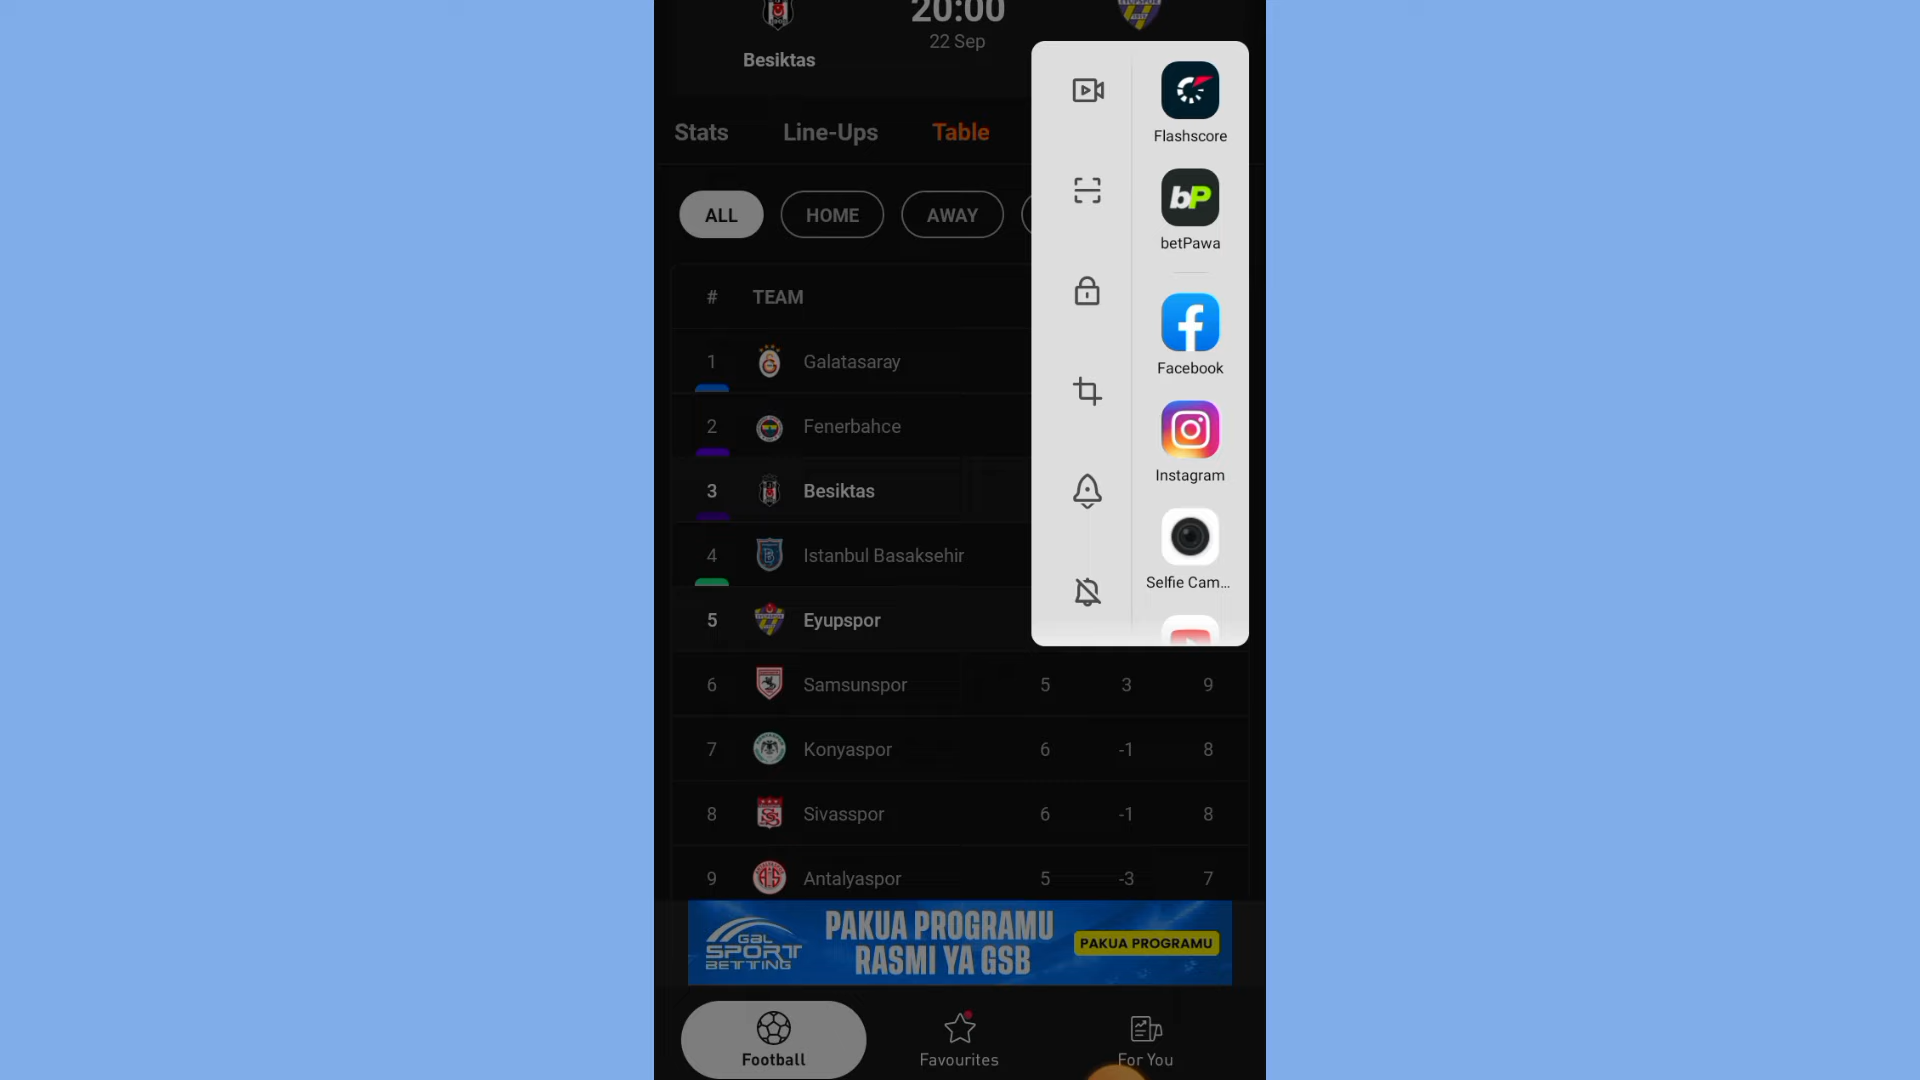 20:00
22 Sep
Besiktas
Stats Line-Ups Table
ALL HOME AWAY
# TEAM
1 Galatasaray
2 Fenerbahce
3 Besiktas
4 Istanbul Basaksehir
5 Eyupspor
6 Samsunspor 5 3 9
7 Konyaspor 6 -1 8
8 Sivasspor 6 -1 8
9 Antalyaspor 5 -3 7
Flashscore
bP
betPawa
Facebook
Instagram
Selfie Cam...
GAL
SPORT
BETTING
PAKUA PROGRAMU
RASMI YA GSB
PAKUA PROGRAMU
Football Favourites For You